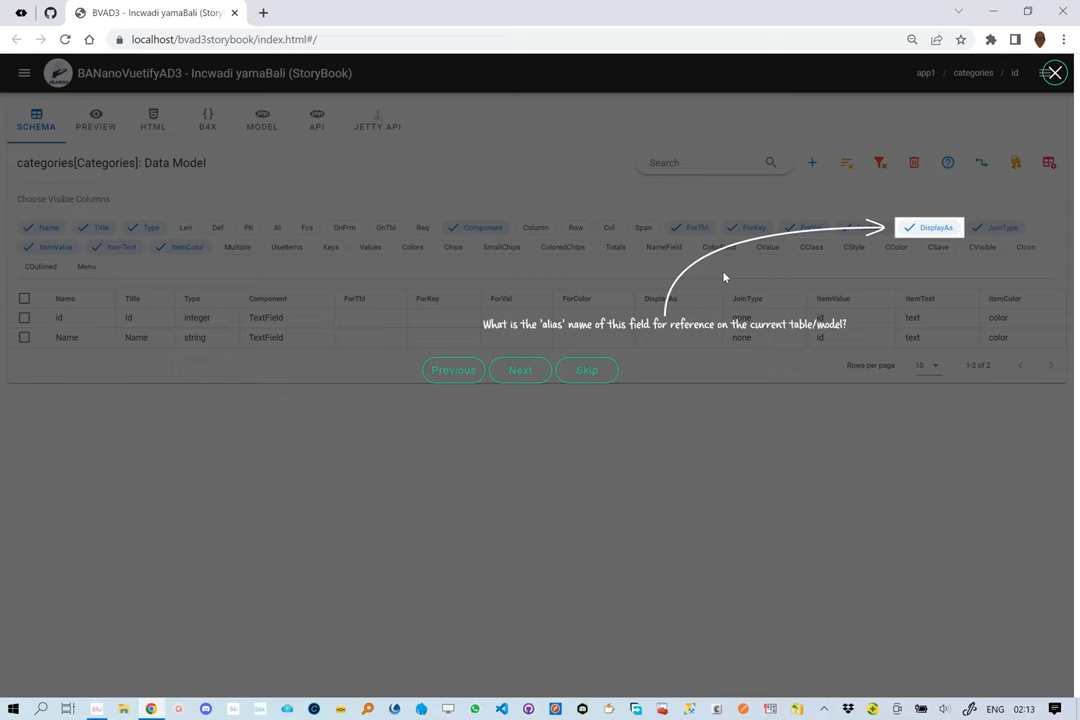 BVAD3 - Incwadi yamaBali (Story
localhost/bvad3storybook/index.html#/
BANanoVuetifyAD3 - Incwadi yamaBali (StoryBook)
app1 / categories / id
SCHEMA PREVIEW HTML B4X MODEL API JETTY API
categories[Categories]: Data Model
Search
Choose Visible Columns
Name Title Type Len Def PK AI Fcs OnFrm OnTbl Req Component Column Row Col Span ForTbl ForKey DisplayAs JoinType
ItemValue ItemText ItemColor Multiple UseItems Keys Values Colors Chips SmallChips ColoredChips Totals NameField CValue CClass CStyle CColor CSave CVisible CIcon
COutlined Menu
Name Title Type Component ForTbl ForKey ForVal ForColor DisplayAs JoinType ItemValue ItemText ItemColor
id Id integer TextField none id text color
What is the 'alias' name of this field for reference on the current table/model?
Name Name string TextField none id text color
Previous Next Skip
Rows per page 10 1-2 of 2
ENG 02:13